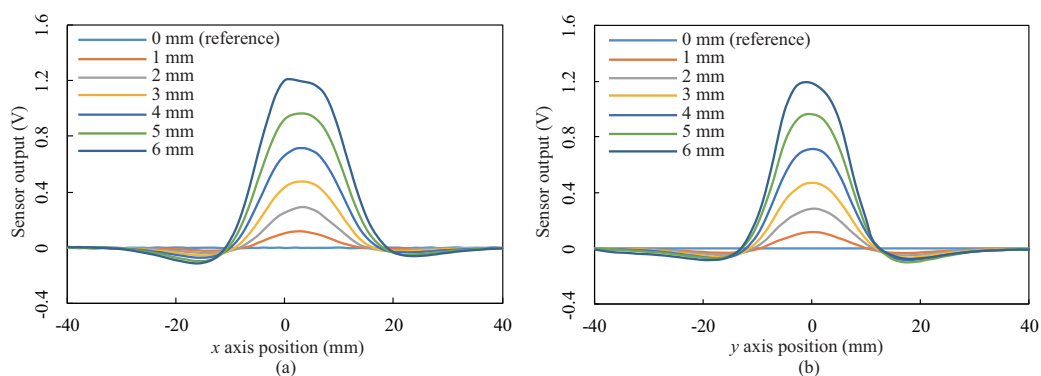 1.6
1.2
0.8
0.4
0
-0.4
Sensor output (V)
0 mm (reference)
1 mm
2 mm
3 mm
4 mm
5 mm
6 mm
-40
-20
0
20
40
x axis position (mm)
(a)
1.6
1.2
0.8
0.4
0
-0.4
Sensor output (V)
0 mm (reference)
1 mm
2 mm
3 mm
4 mm
5 mm
6 mm
-40
-20
0
20
40
y axis position (mm)
(b)